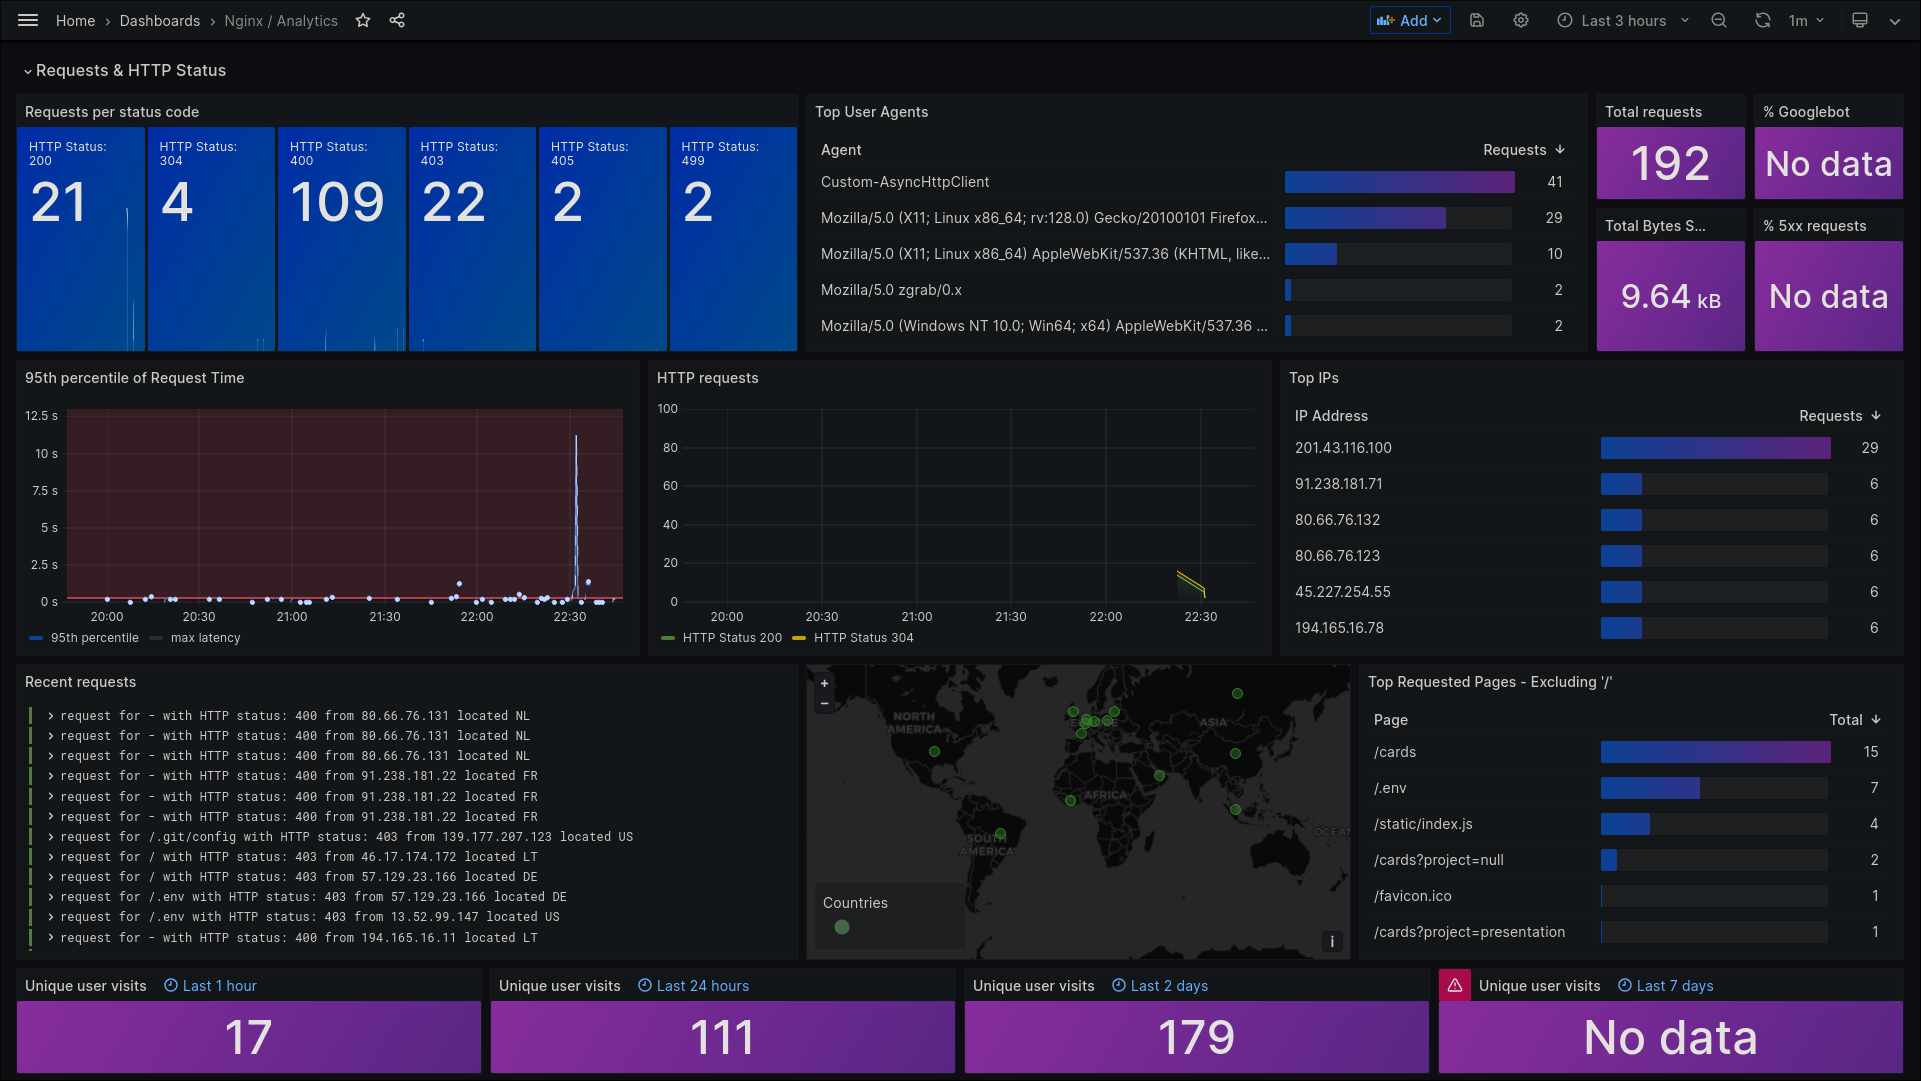 Home › Dashboards › Nginx / Analytics
Add
Last 3 hours
1m
Requests & HTTP Status
Requests per status code
HTTP Status: 200
21
HTTP Status: 304
4
HTTP Status: 400
109
HTTP Status: 403
22
HTTP Status: 405
2
HTTP Status: 499
2
Top User Agents
Agent Requests ↓
Custom-AsyncHttpClient 41
Mozilla/5.0 (X11; Linux x86_64; rv:128.0) Gecko/20100101 Firefox... 29
Mozilla/5.0 (X11; Linux x86_64) AppleWebKit/537.36 (KHTML, like... 10
Mozilla/5.0 zgrab/0.x 2
Mozilla/5.0 (Windows NT 10.0; Win64; x64) AppleWebKit/537.36 ... 2
Total requests
192
% Googlebot
No data
Total Bytes S...
9.64 kB
% 5xx requests
No data
95th percentile of Request Time
12.5 s
10 s
7.5 s
5 s
2.5 s
0 s
20:00 20:30 21:00 21:30 22:00 22:30
95th percentile max latency
HTTP requests
100
80
60
40
20
0
20:00 20:30 21:00 21:30 22:00 22:30
HTTP Status 200 HTTP Status 304
Top IPs
IP Address Requests ↓
201.43.116.100 29
91.238.181.71 6
80.66.76.132 6
80.66.76.123 6
45.227.254.55 6
194.165.16.78 6
Recent requests
> request for - with HTTP status: 400 from 80.66.76.131 located NL
> request for - with HTTP status: 400 from 80.66.76.131 located NL
> request for - with HTTP status: 400 from 80.66.76.131 located NL
> request for - with HTTP status: 400 from 91.238.181.22 located FR
> request for - with HTTP status: 400 from 91.238.181.22 located FR
> request for - with HTTP status: 400 from 91.238.181.22 located FR
> request for /.git/config with HTTP status: 403 from 139.177.207.123 located US
> request for / with HTTP status: 403 from 46.17.174.172 located LT
> request for / with HTTP status: 403 from 57.129.23.166 located DE
> request for /.env with HTTP status: 403 from 57.129.23.166 located DE
> request for /.env with HTTP status: 403 from 13.52.99.147 located US
> request for - with HTTP status: 400 from 194.165.16.11 located LT
+
−
NORTH AMERICA
ASIA
AFRICA
SOUTH AMERICA
Countries
i
Top Requested Pages - Excluding '/'
Page Total ↓
/cards 15
/.env 7
/static/index.js 4
/cards?project=null 2
/favicon.ico 1
/cards?project=presentation 1
Unique user visits Last 1 hour
17
Unique user visits Last 24 hours
111
Unique user visits Last 2 days
179
Unique user visits Last 7 days
No data